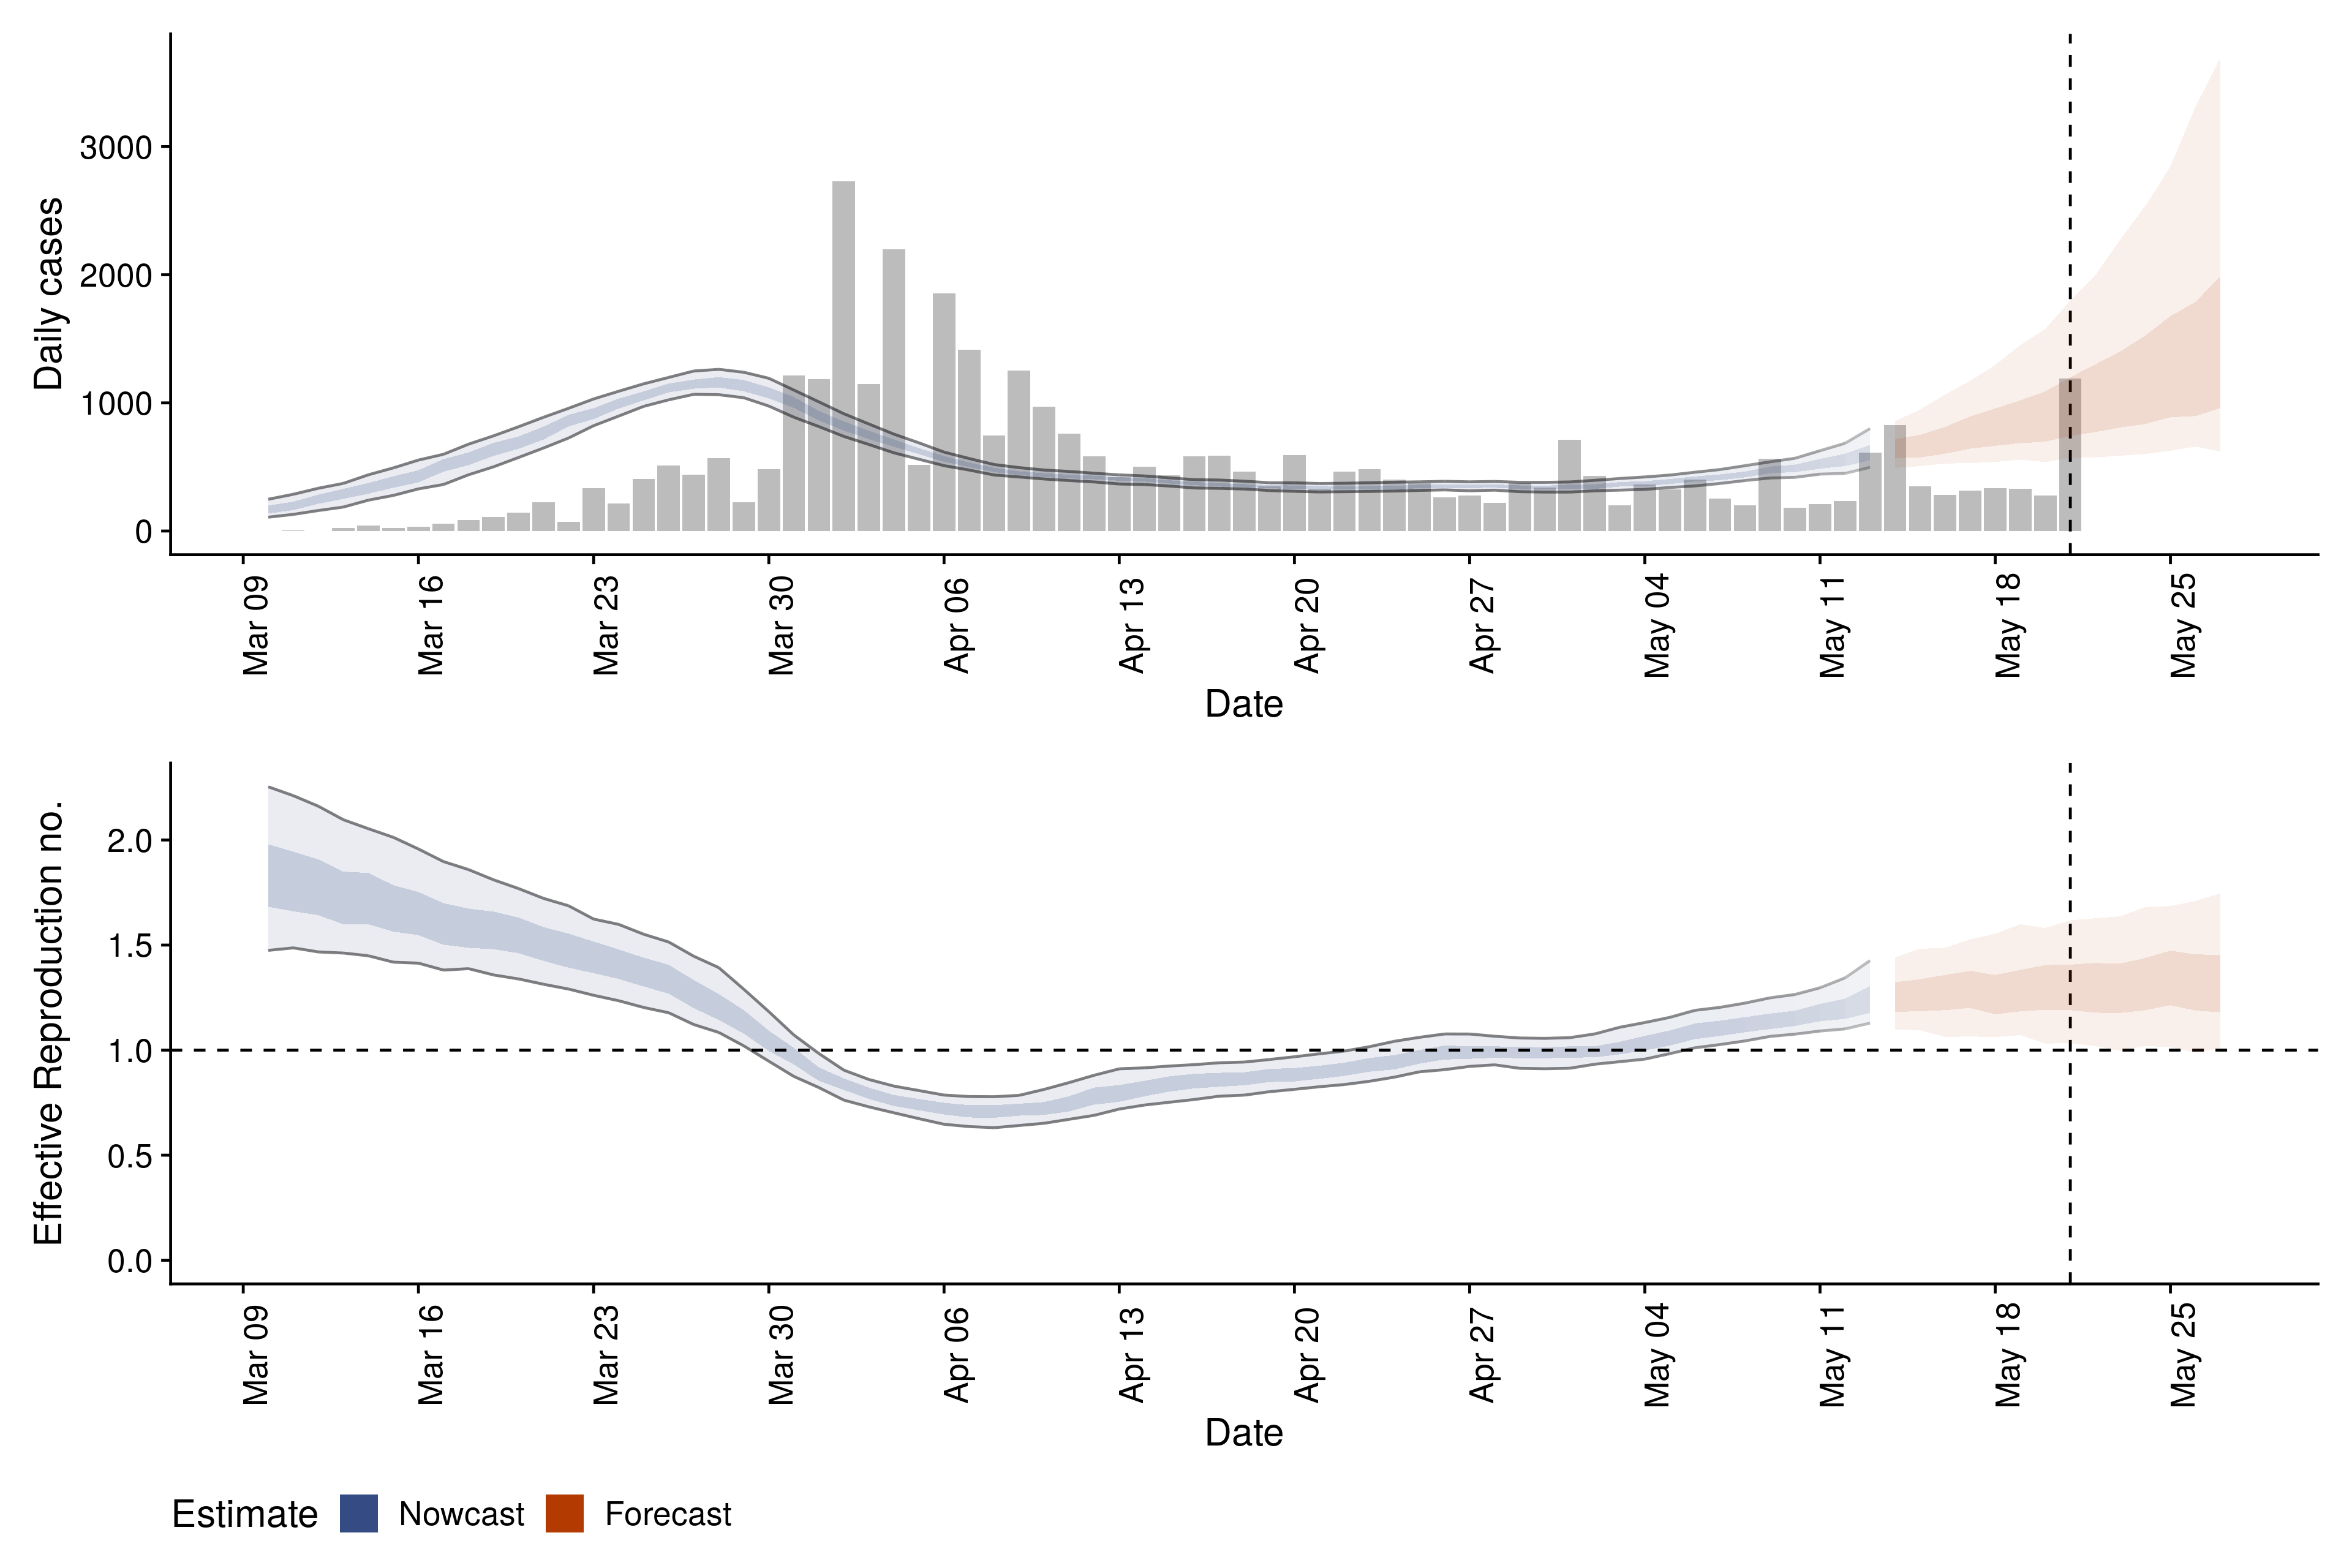 Daily cases
3000
2000
1000
0
Mar 09
Mar 16
Mar 23
Mar 30
Apr 06
Apr 13
Apr 20
Apr 27
May 04
May 11
May 18
May 25
Date
Effective Reproduction no.
2.0
1.5
1.0
0.5
0.0
Mar 09
Mar 16
Mar 23
Mar 30
Apr 06
Apr 13
Apr 20
Apr 27
May 04
May 11
May 18
May 25
Date
Estimate Nowcast Forecast